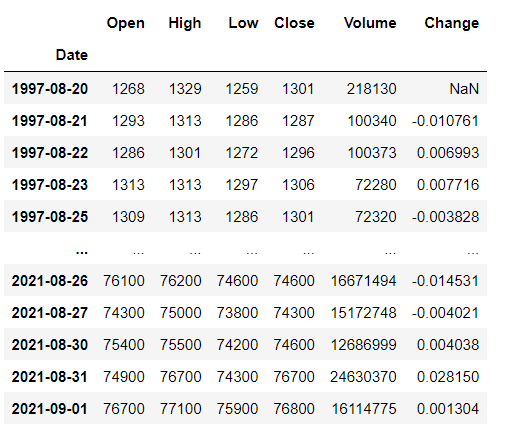 Open High Low Close Volume Change
Date
1997-08-20 1268 1329 1259 1301 218130 NaN
1997-08-21 1293 1313 1286 1287 100340 -0.010761
1997-08-22 1286 1301 1272 1296 100373 0.006993
1997-08-23 1313 1313 1297 1306 72280 0.007716
1997-08-25 1309 1313 1286 1301 72320 -0.003828
... ... ... ... ... ... ...
2021-08-26 76100 76200 74600 74600 16671494 -0.014531
2021-08-27 74300 75000 73800 74300 15172748 -0.004021
2021-08-30 75400 75500 74200 74600 12686999 0.004038
2021-08-31 74900 76700 74300 76700 24630370 0.028150
2021-09-01 76700 77100 75900 76800 16114775 0.001304